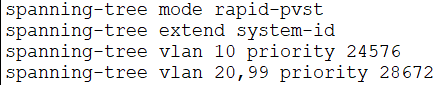 spanning-tree mode rapid-pvst
spanning-tree extend system-id
spanning-tree vlan 10 priority 24576
spanning-tree vlan 20,99 priority 28672